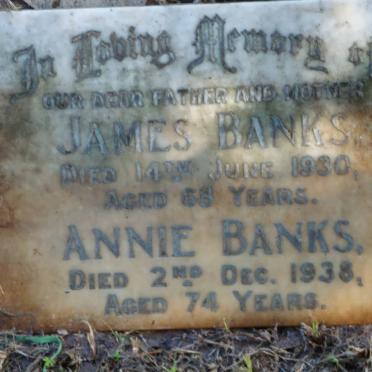 In Loving Memory of
OUR DEAR FATHER AND MOTHER
JAMES BANKS,
DIED 14TH JUNE 1930,
AGED 68 YEARS.
ANNIE BANKS,
DIED 2ND DEC. 1938,
AGED 74 YEARS.